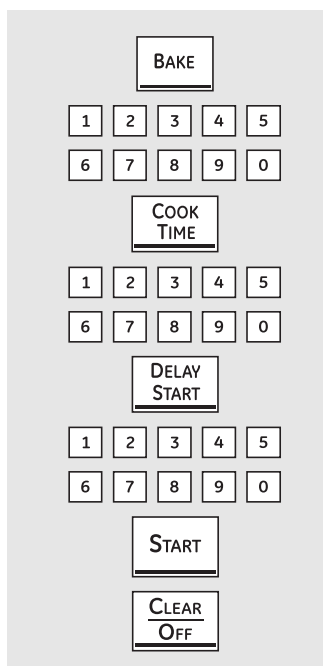 BAKE
1 2 3 4 5
6 7 8 9 0
COOK
TIME
1 2 3 4 5
6 7 8 9 0
DELAY
START
1 2 3 4 5
6 7 8 9 0
START
CLEAR
OFF